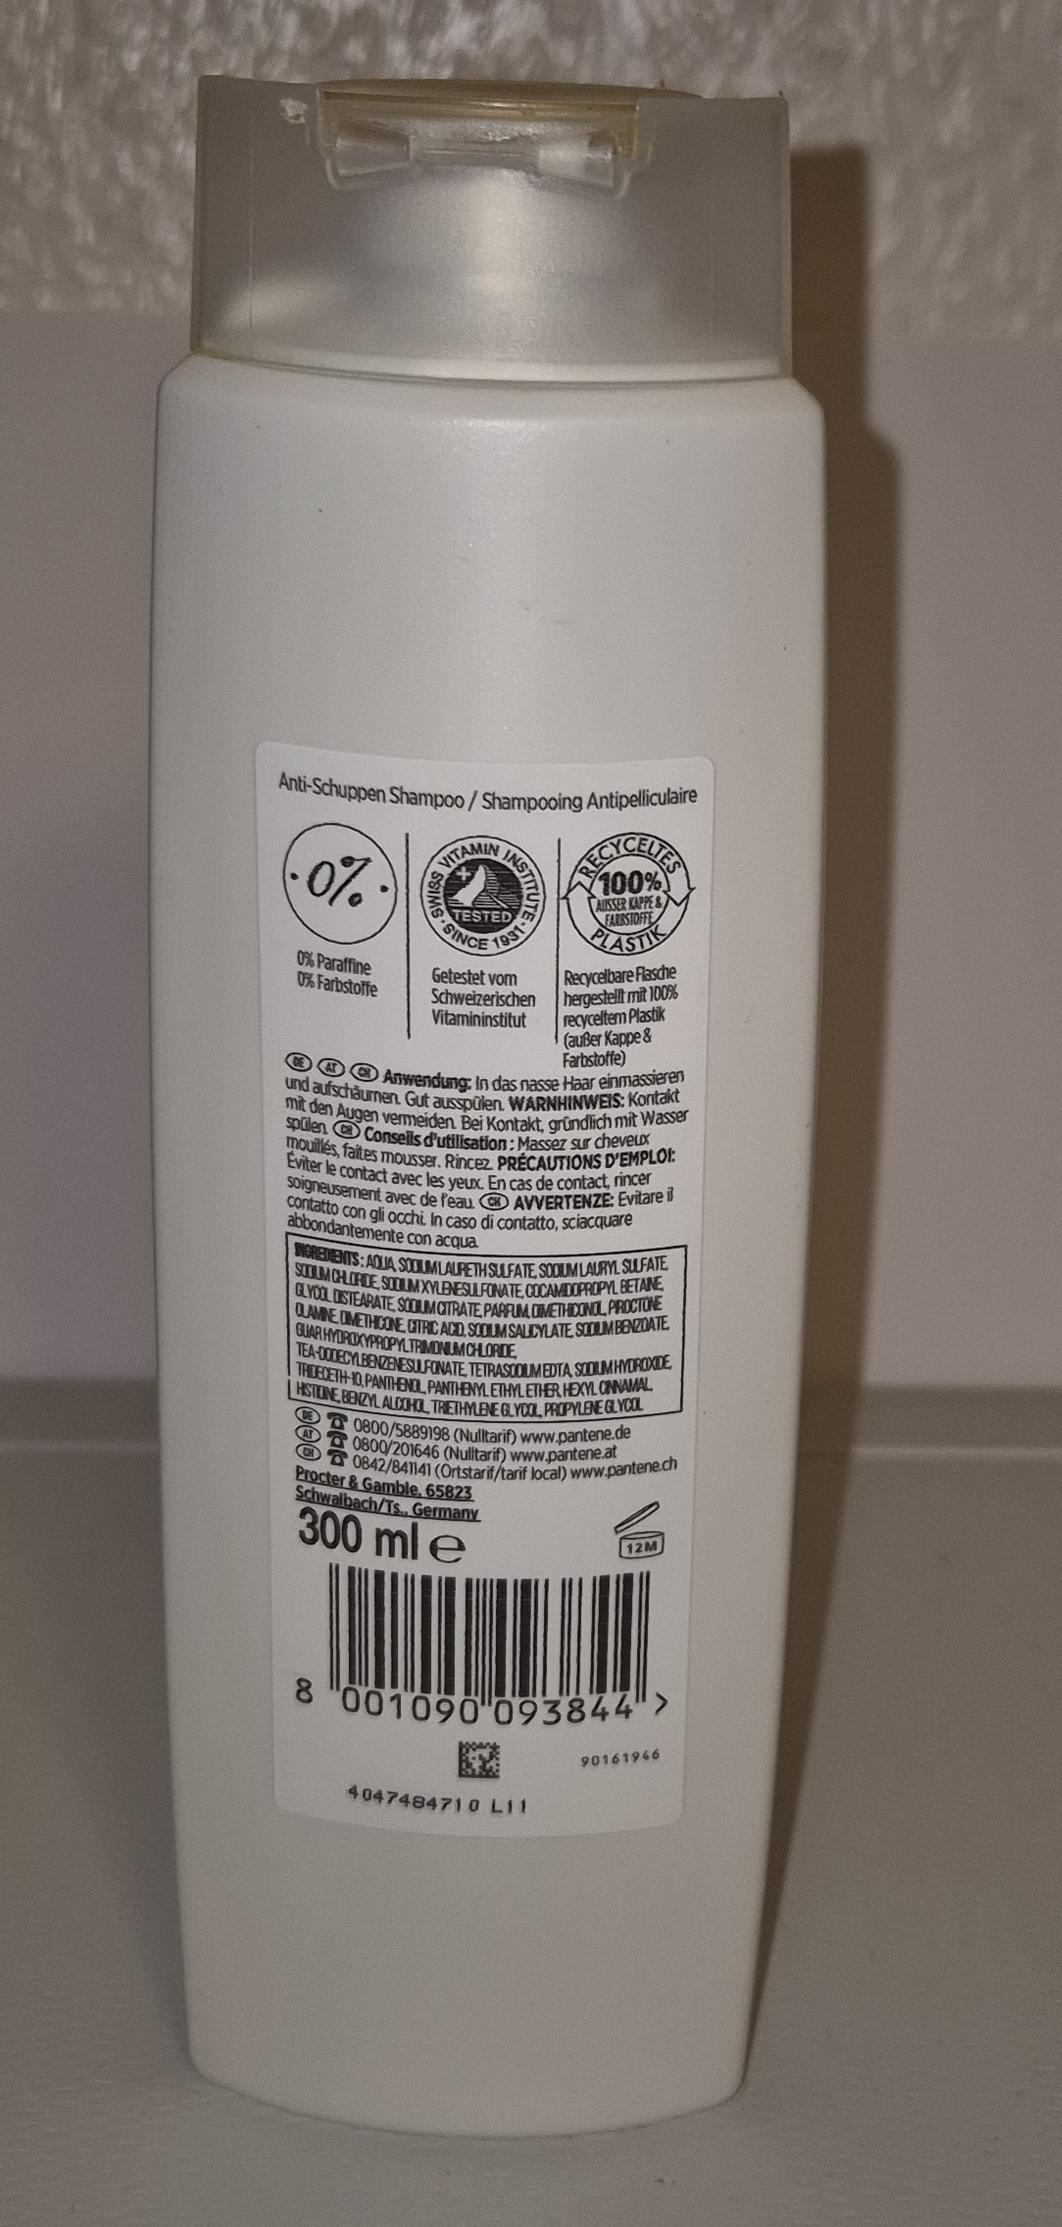 Anti-Schuppen Shampoo / Shampooing Antipelliculaire
0%
0% Paraffine
0% Farbstoffe
SWISS VITAMIN INSTITUTE
TESTED
SINCE 1931
Getestet vom
Schweizerischen
Vitamininstitut
RECYCELTES
100%
AUSSER KAPPE &
FARBSTOFFE
PLASTIK
Recycelbare Flasche
hergestellt mit 100%
recyceltem Plastik
(außer Kappe &
Farbstoffe)
DE AT CH Anwendung: In das nasse Haar einmassieren
und aufschäumen. Gut ausspülen. WARNHINWEIS: Kontakt
mit den Augen vermeiden. Bei Kontakt, gründlich mit Wasser
spülen. CH Conseils d'utilisation : Massez sur cheveux
mouillés, faites mousser. Rincez. PRÉCAUTIONS D'EMPLOI:
Éviter le contact avec les yeux. En cas de contact, rincer
soigneusement avec de l'eau. CH AVVERTENZE: Evitare il
contatto con gli occhi. In caso di contatto, sciacquare
abbondantemente con acqua.
INGREDIENTS: AQUA, SODIUM LAURETH SULFATE, SODIUM LAURYL SULFATE,
SODIUM CHLORIDE, SODIUM XYLENESULFONATE, COCAMIDOPROPYL BETAINE,
GLYCOL DISTEARATE, SODIUM CITRATE, PARFUM, DIMETHICONOL, PIROCTONE
OLAMINE, DIMETHICONE, CITRIC ACID, SODIUM SALICYLATE, SODIUM BENZOATE,
GUAR HYDROXYPROPYLTRIMONIUM CHLORIDE,
TEA-DODECYLBENZENESULFONATE, TETRASODIUM EDTA, SODIUM HYDROXIDE,
TRIDECETH-10, PANTHENOL, PANTHENYL ETHYL ETHER, HEXYL CINNAMAL,
HISTIDINE, BENZYL ALCOHOL, TRIETHYLENE GLYCOL, PROPYLENE GLYCOL
DE 0800/5889198 (Nulltarif) www.pantene.de
AT 0800/201646 (Nulltarif) www.pantene.at
CH 0842/841141 (Ortstarif/tarif local) www.pantene.ch
Procter & Gamble, 65823
Schwalbach/Ts., Germany
300 ml e
12M
8 001090 093844 >
90161946
4047484710 L11